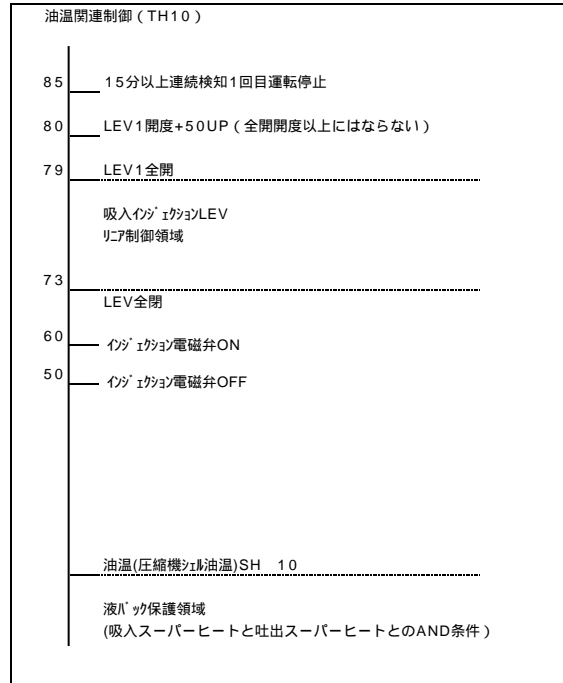 油温関連制御(TH10)
85 15分以上連続検知1回目運転停止
80 LEV1開度+50UP(全開開度以上にはならない)
79 LEV1全開
吸入インジェクションLEV
リニア制御領域
73
LEV全閉
60 インジェクション電磁弁ON
50 インジェクション電磁弁OFF
油温(圧縮機シェル油温)SH 10
液バック保護領域
(吸入スーパーヒートと吐出スーパーヒートとのAND条件)